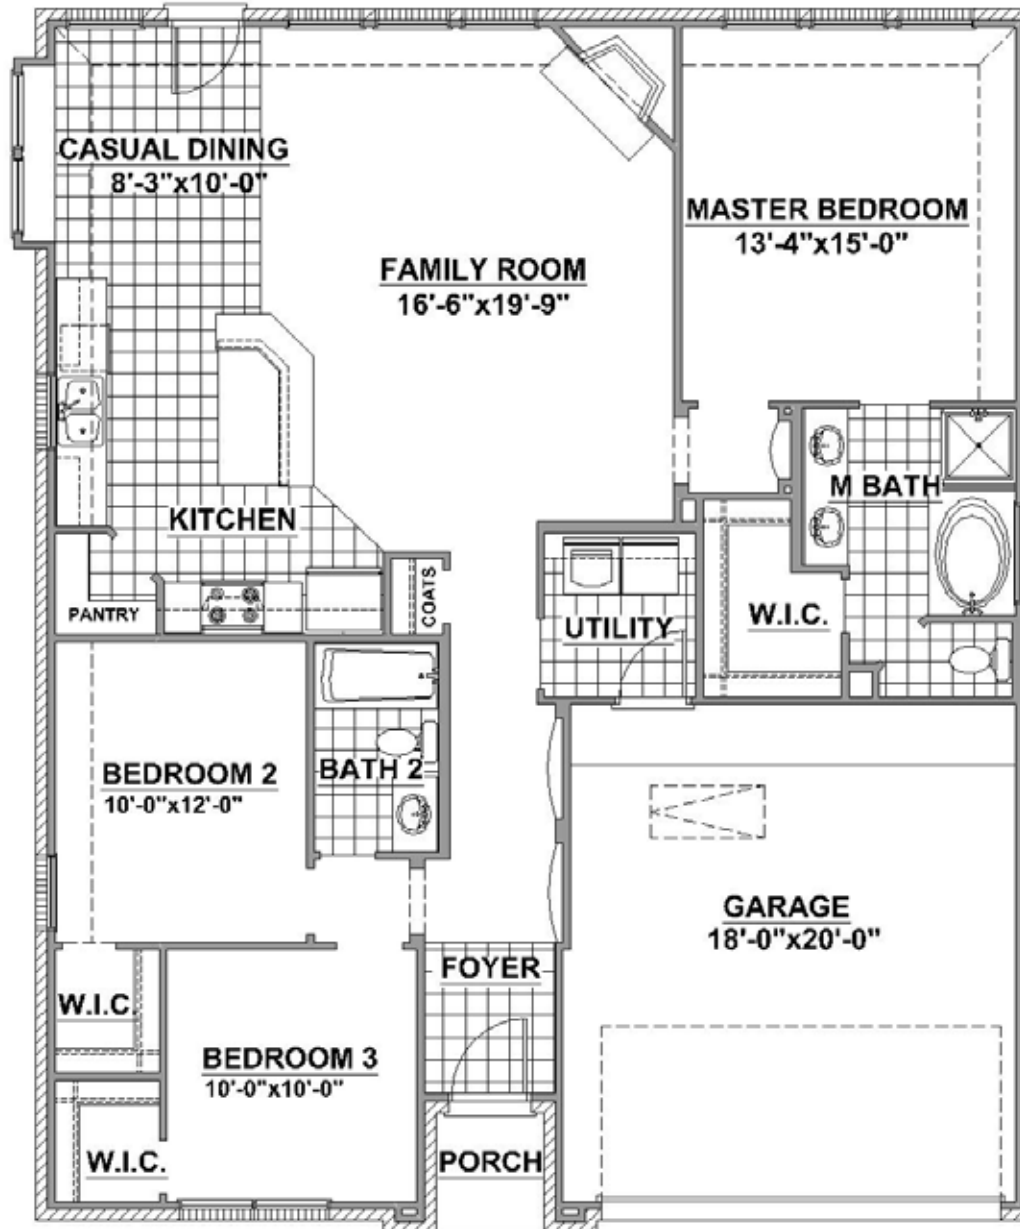 CASUAL DINING
8'-3"x10'-0"
MASTER BEDROOM
13'-4"x15'-0"
FAMILY ROOM
16'-6"x19'-9"
M BATH
KITCHEN
COATS
PANTRY
UTILITY
W.I.C.
BEDROOM 2
10'-0"x12'-0"
BATH 2
GARAGE
18'-0"x20'-0"
FOYER
W.I.C.
BEDROOM 3
10'-0"x10'-0"
W.I.C.
PORCH